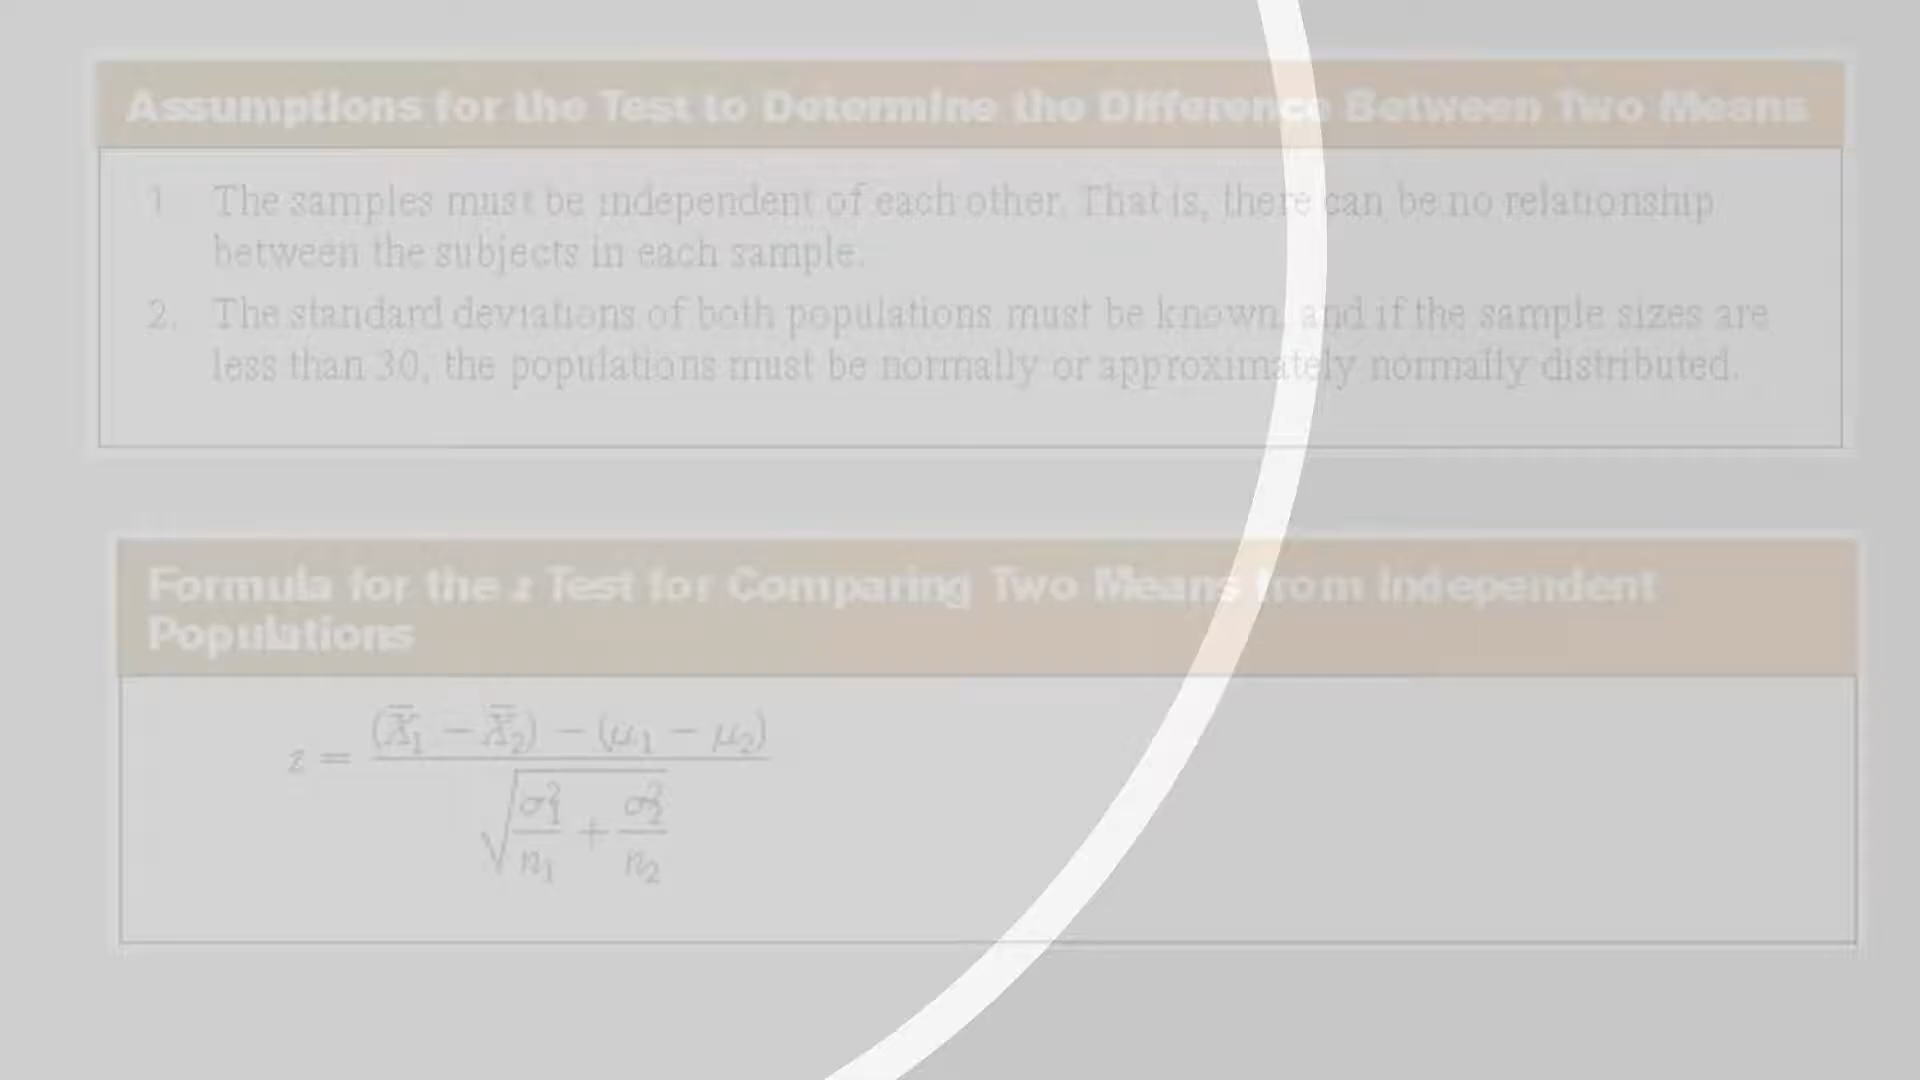 Assumptions for the Test to Determine the Difference Between Two Means
1. The samples must be independent of each other. That is, there can be no relationship
between the subjects in each sample.
2. The standard deviations of both populations must be known, and if the sample sizes are
less than 30, the populations must be normally or approximately normally distributed.
Formula for the z Test for Comparing Two Means from Independent
Populations
z = ((X̄₁ − X̄₂) − (μ₁ − μ₂)) / √(σ₁²/n₁ + σ₂²/n₂)